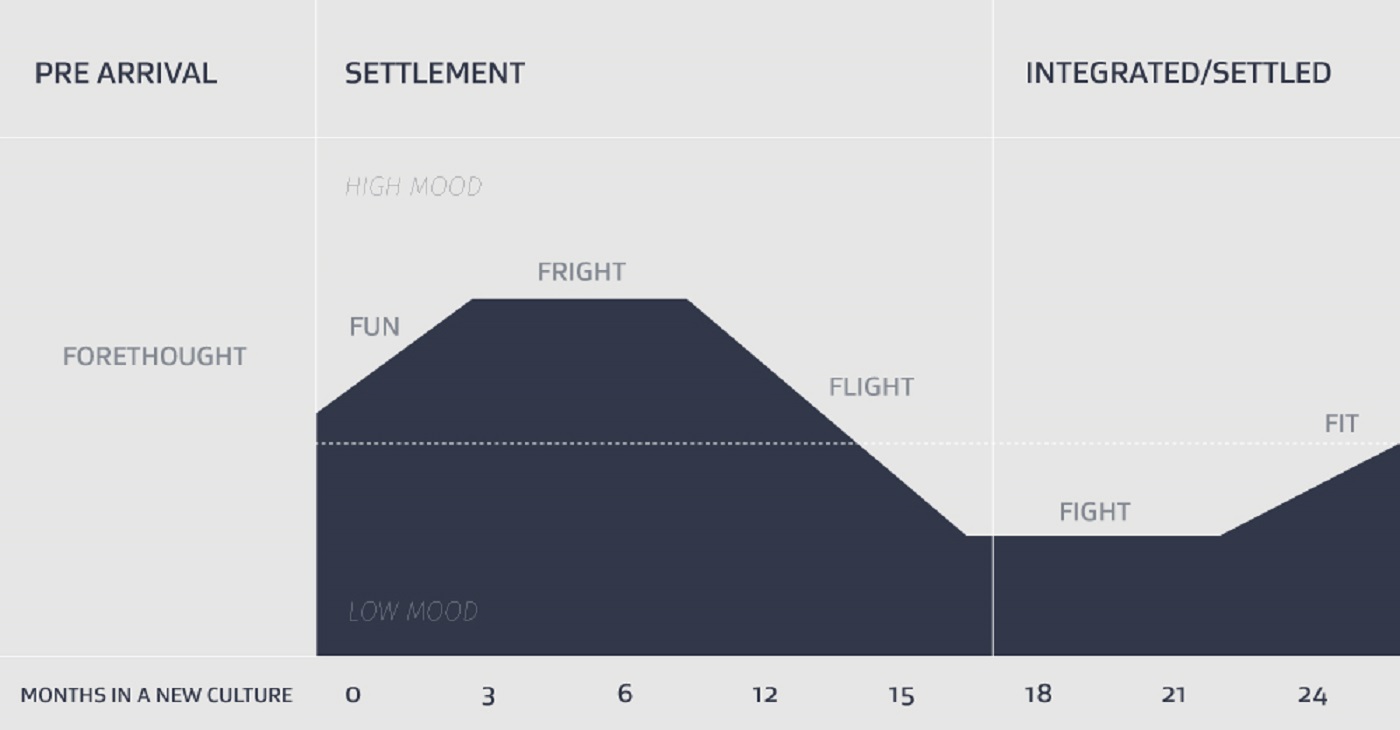 PRE ARRIVAL
SETTLEMENT
INTEGRATED/SETTLED
HIGH MOOD
FRIGHT
FUN
FORETHOUGHT
FLIGHT
FIT
FIGHT
LOW MOOD
MONTHS IN A NEW CULTURE 0 3 6 12 15 18 21 24